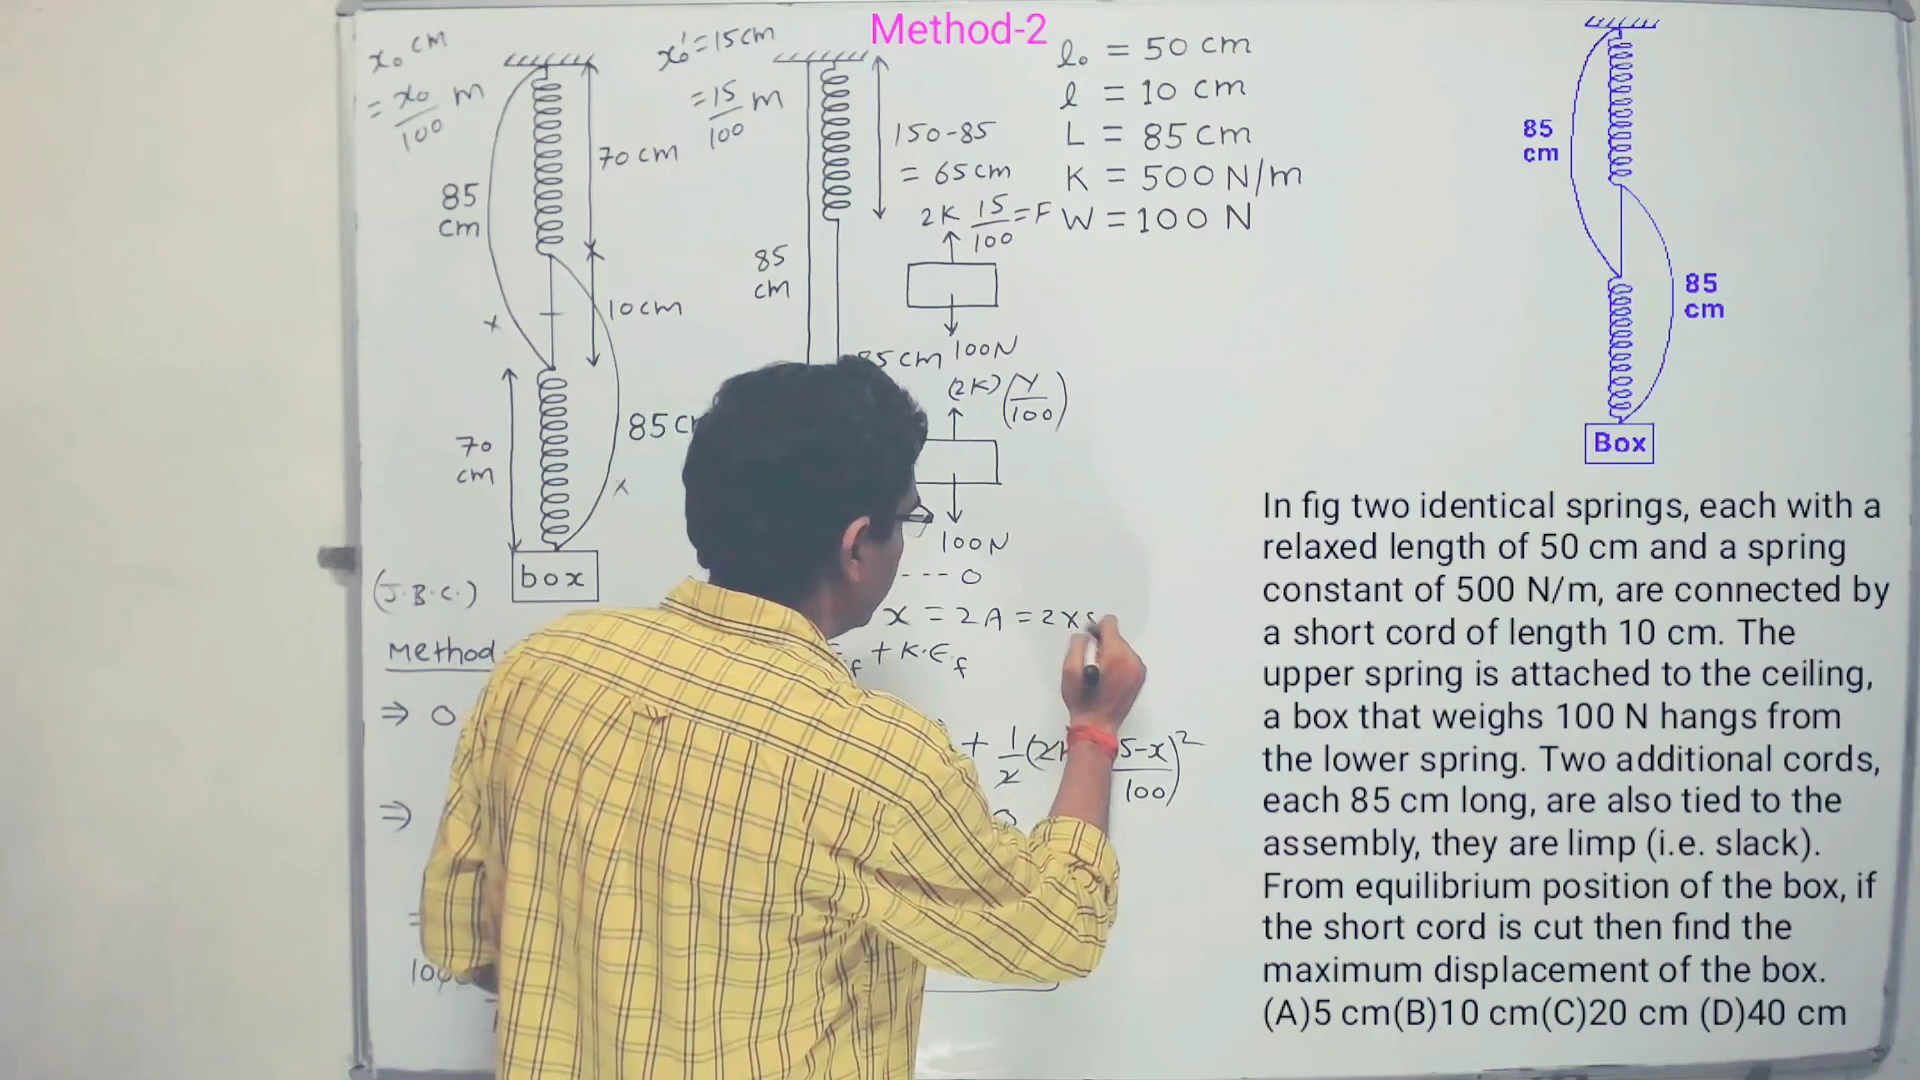 Method-2
x₀ cm
= x₀/100 m
70 cm
85 cm
10 cm
70 cm
85
box
(J.B.C.)
Method
⇒ 0
⇒
x₀' = 15 cm
= 15/100 m
150-85
= 65 cm
85 cm
2K 15/100 = F
100N
85 cm
(2K)(y/100)
100N
---0
x = 2A = 2x
+ K.E_f
+ 1/2
100
l₀ = 50 cm
l = 10 cm
L = 85 cm
K = 500 N/m
W = 100 N
85 cm
85 cm
Box
In fig two identical springs, each with a
relaxed length of 50 cm and a spring
constant of 500 N/m, are connected by
a short cord of length 10 cm. The
upper spring is attached to the ceiling,
a box that weighs 100 N hangs from
the lower spring. Two additional cords,
each 85 cm long, are also tied to the
assembly, they are limp (i.e. slack).
From equilibrium position of the box, if
the short cord is cut then find the
maximum displacement of the box.
(A)5 cm(B)10 cm(C)20 cm (D)40 cm